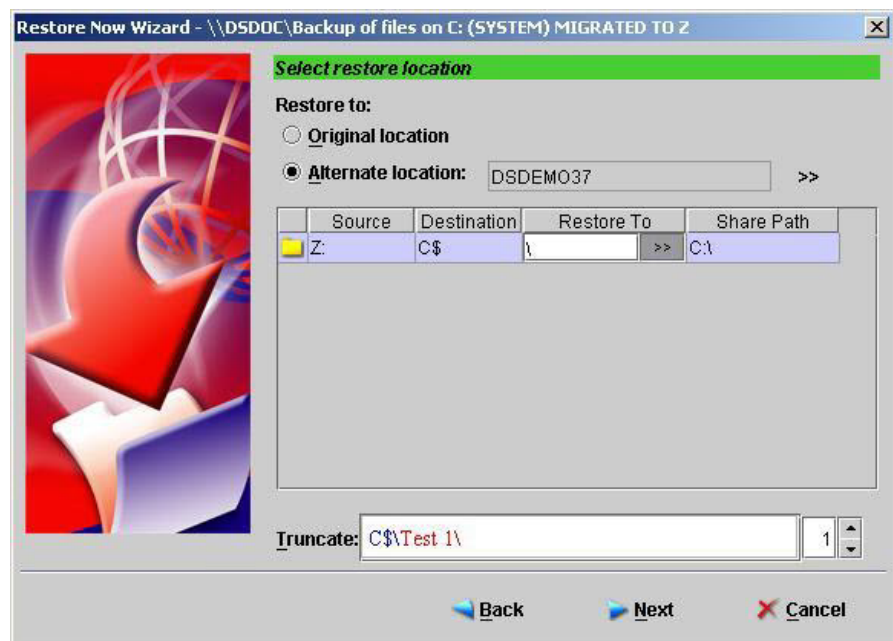 Restore Now Wizard - \\DSDOC\Backup of files on C: (SYSTEM) MIGRATED TO Z
Select restore location
Restore to:
Original location
Alternate location: DSDEMO37 >>
Source Destination Restore To Share Path
Z: C$ \ >> C:\
Truncate: C$\Test 1\ 1
Back Next Cancel